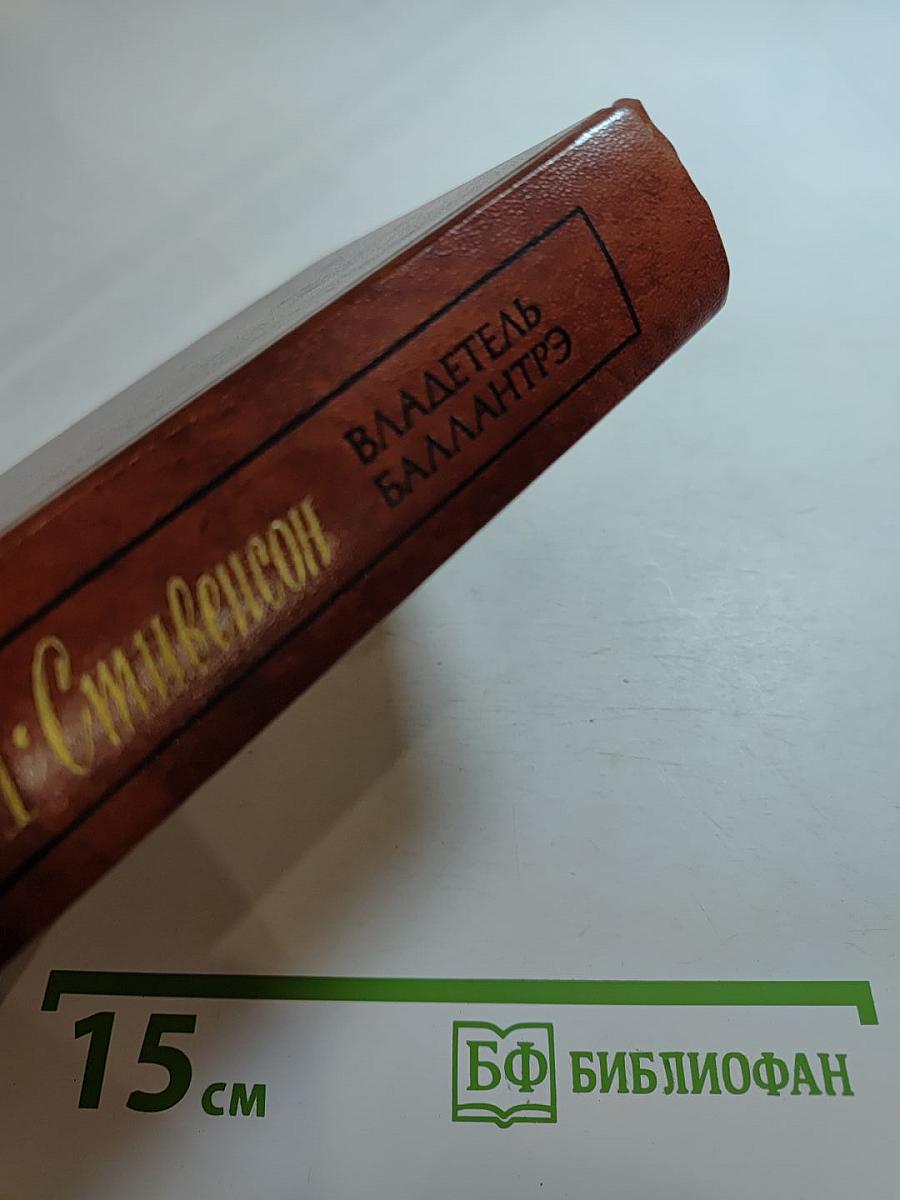 Стивенсон
ВЛАДЕТЕЛЬ
БАЛЛАНТРЭ
15 см
БФ БИБЛИОФАН